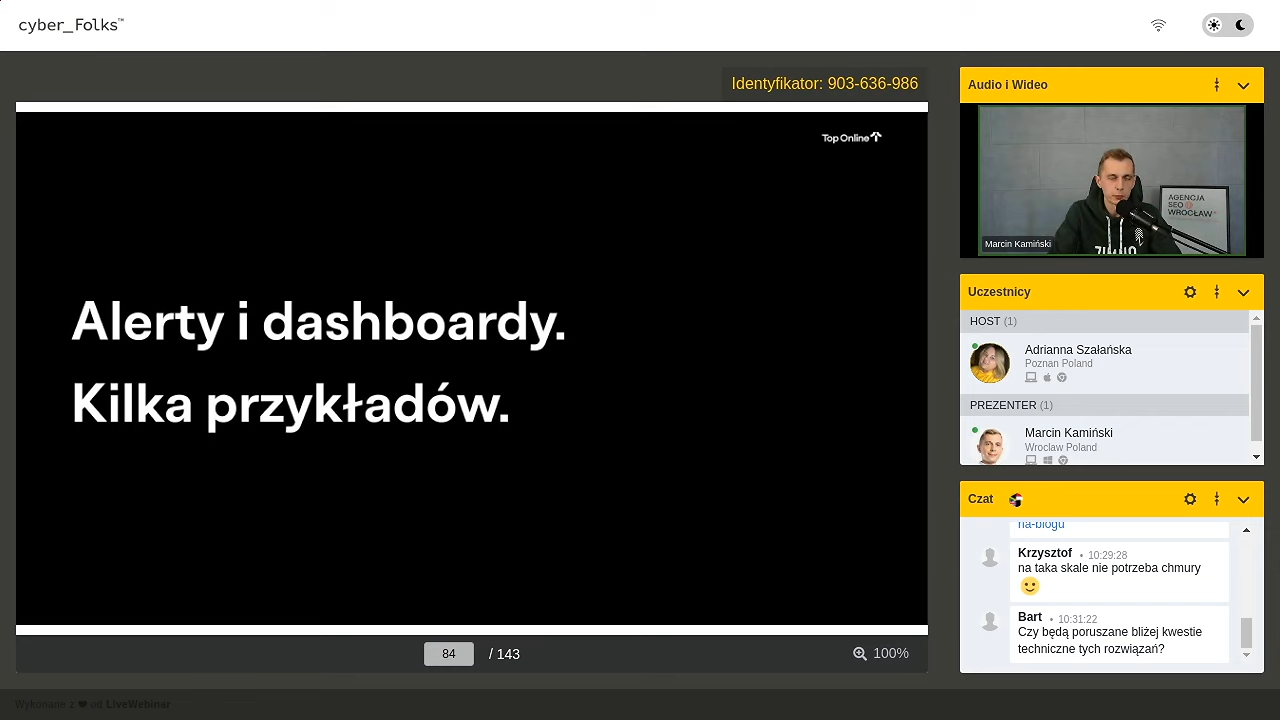 cyber_Folks™
Identyfikator: 903-636-986
Top Online
Alerty i dashboardy.
Kilka przykładów.
84 / 143
100%
Wykonane z ❤ od LiveWebinar
Audio i Wideo
AGENCJA
SEO
WROCŁAW
Marcin Kamiński
Uczestnicy
HOST (1)
Adrianna Szałańska
Poznan Poland
PREZENTER (1)
Marcin Kamiński
Wroclaw Poland
Czat
na-blogu
Krzysztof • 10:29:28
na taka skale nie potrzeba chmury
🙂
Bart • 10:31:22
Czy będą poruszane bliżej kwestie
techniczne tych rozwiązań?